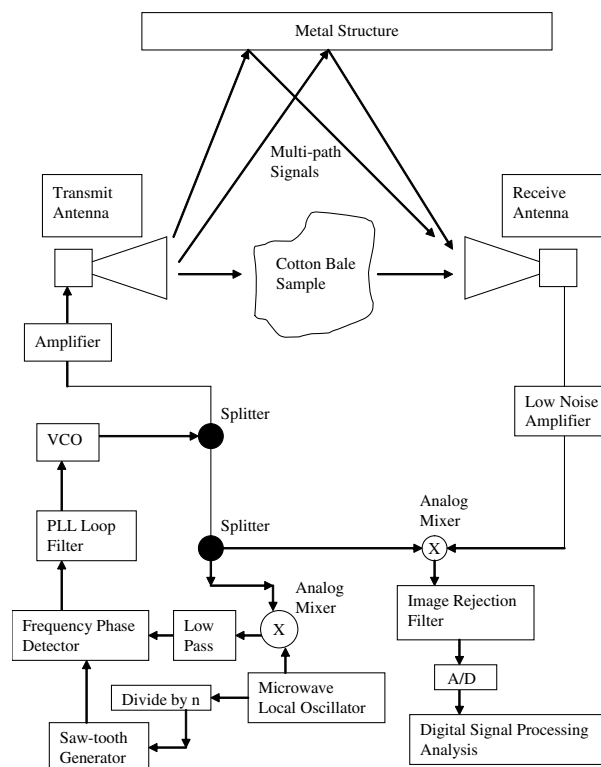 Metal Structure
Multi-path
Signals
Transmit
Antenna
Receive
Antenna
Cotton Bale
Sample
Amplifier
Low Noise
Amplifier
Splitter
VCO
Analog
Mixer
PLL Loop
Filter
Splitter
X
Analog
Mixer
Image Rejection
Filter
Frequency Phase
Detector
Low
Pass
X
A/D
Divide by n
Microwave
Local Oscillator
Saw-tooth
Generator
Digital Signal Processing
Analysis